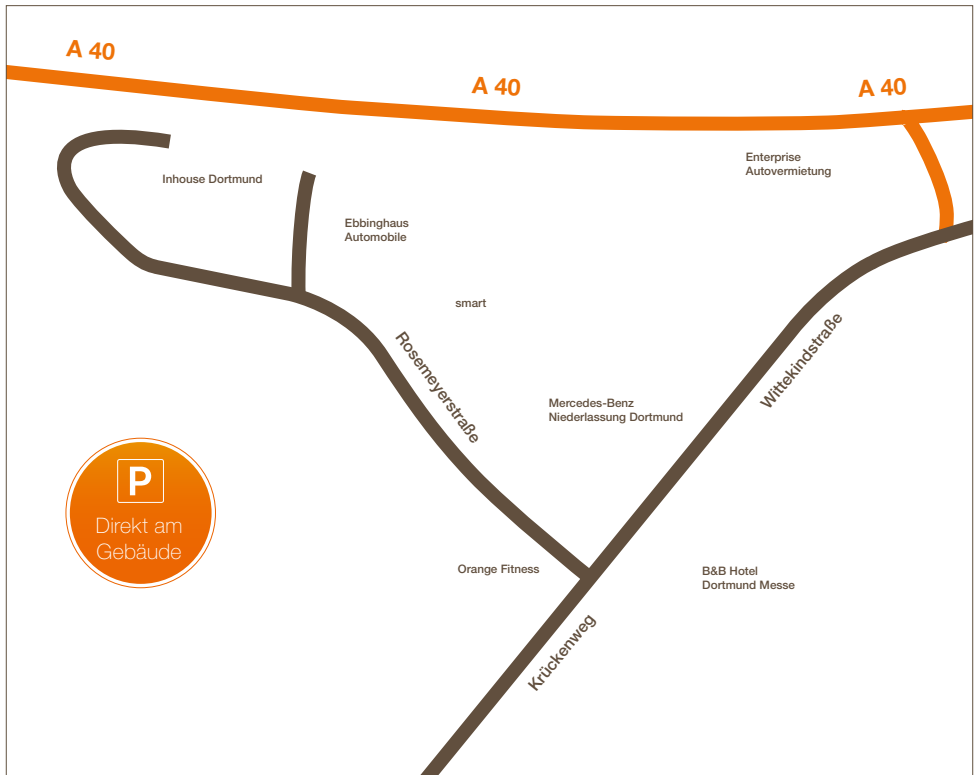 A 40
A 40
A 40
Enterprise
Autovermietung
Inhouse Dortmund
Ebbinghaus
Automobile
smart
Rosemeyerstraße
Wittekindstraße
Mercedes-Benz
Niederlassung Dortmund
P
Direkt am
Gebäude
Orange Fitness
B&B Hotel
Dortmund Messe
Krückenweg